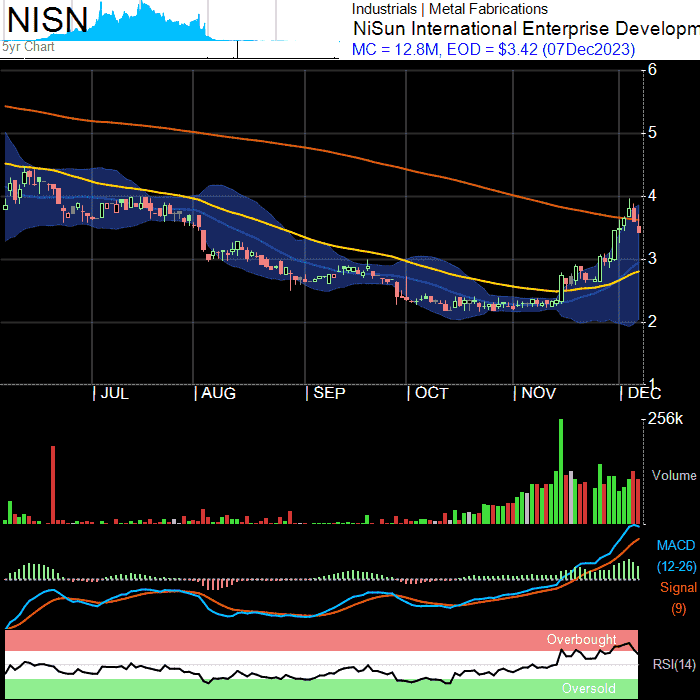 NISN
5yr Chart
Industrials | Metal Fabrications
NiSun International Enterprise Developm
MC = 12.8M, EOD = $3.42 (07Dec2023)
6
5
4
3
2
1
JUL
AUG
SEP
OCT
NOV
DEC
256k
Volume
MACD
(12-26)
Signal
(9)
Overbought
RSI(14)
Oversold